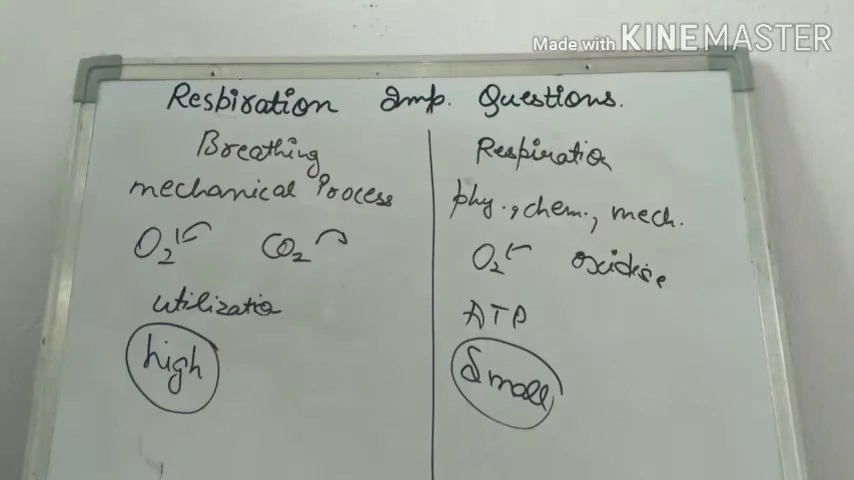 Made with KINEMASTER
Respiration Imp. Questions.
Breathing
mechanical Process
O2 CO2
utilization
high
Respiration
phy., chem., mech.
O2 oxidise
ATP
Small